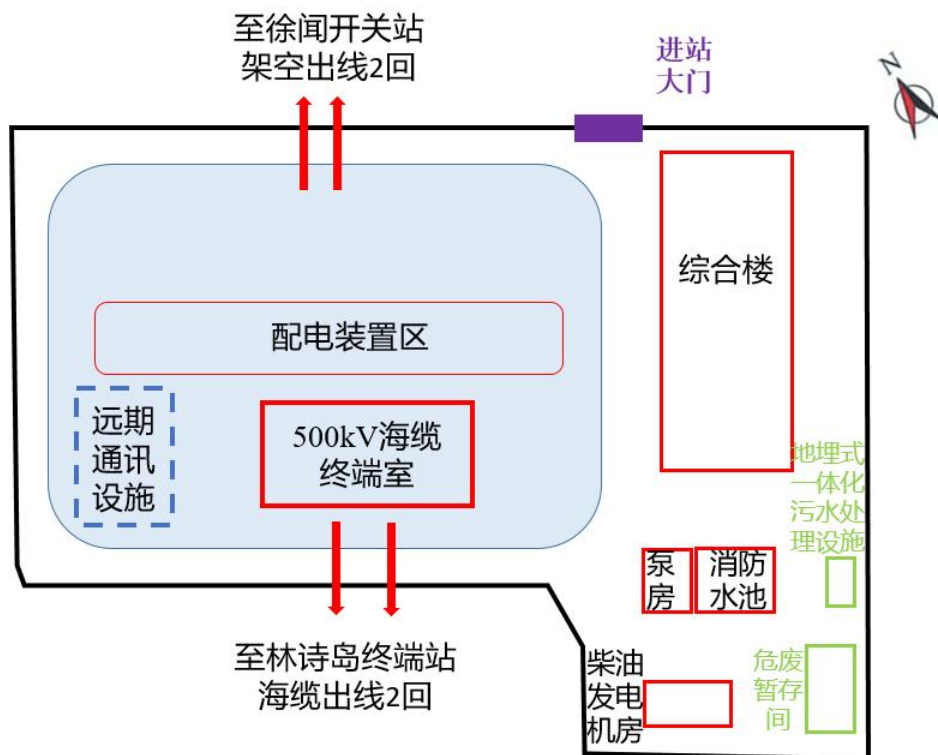 至徐闻开关站
架空出线2回
进站
大门
N
综合楼
配电装置区
远期
通讯
设施
500kV海缆
终端室
地埋式
一体化
污水处
理设施
泵
房
消防
水池
至林诗岛终端站
海缆出线2回
柴油
发电
机房
危废
暂存
间